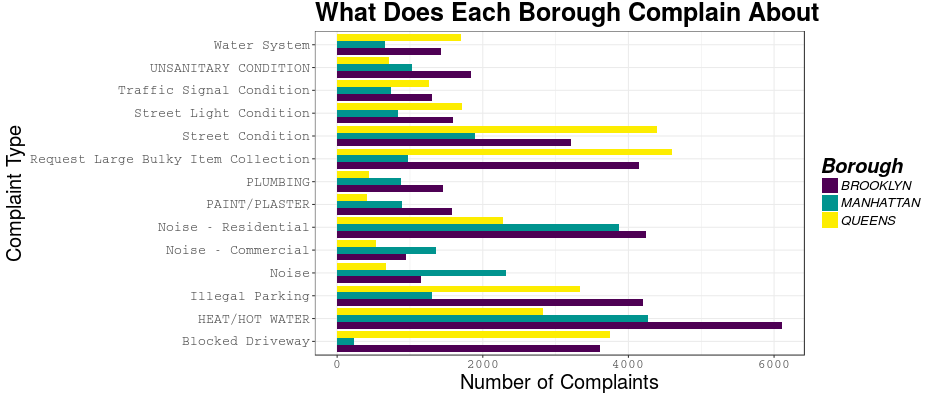 What Does Each Borough Complain About
Complaint Type
Water System
UNSANITARY CONDITION
Traffic Signal Condition
Street Light Condition
Street Condition
Request Large Bulky Item Collection
PLUMBING
PAINT/PLASTER
Noise - Residential
Noise - Commercial
Noise
Illegal Parking
HEAT/HOT WATER
Blocked Driveway
0 2000 4000 6000
Number of Complaints
Borough
BROOKLYN
MANHATTAN
QUEENS